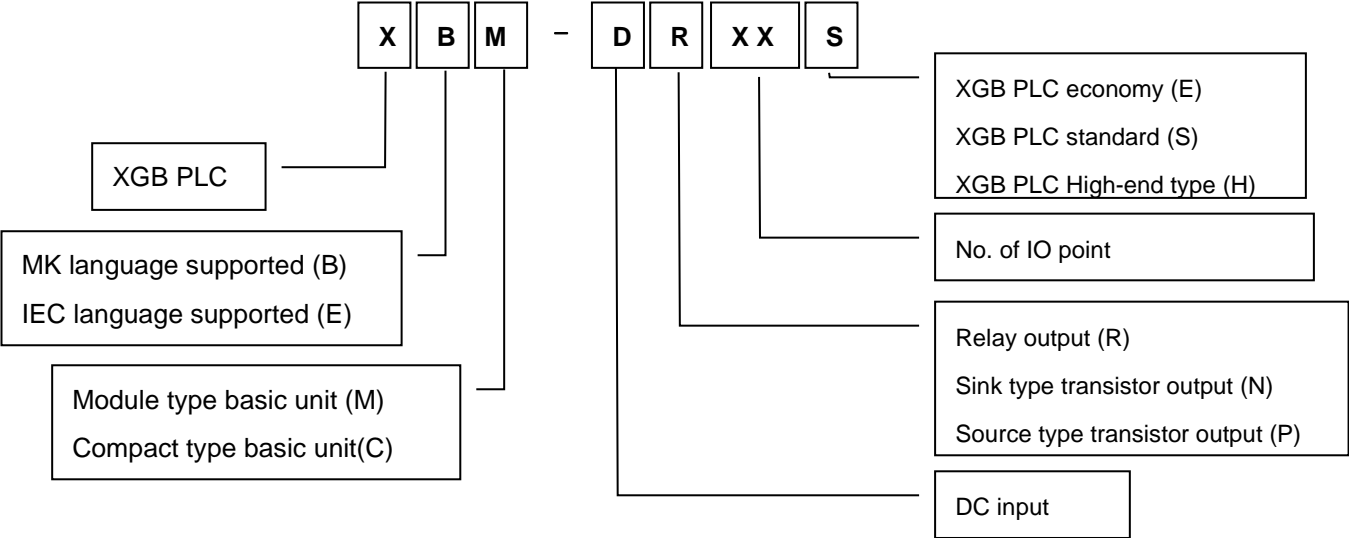 X B M – D R X X S
XGB PLC
MK language supported (B)
IEC language supported (E)
Module type basic unit (M)
Compact type basic unit(C)
XGB PLC economy (E)
XGB PLC standard (S)
XGB PLC High-end type (H)
No. of IO point
Relay output (R)
Sink type transistor output (N)
Source type transistor output (P)
DC input